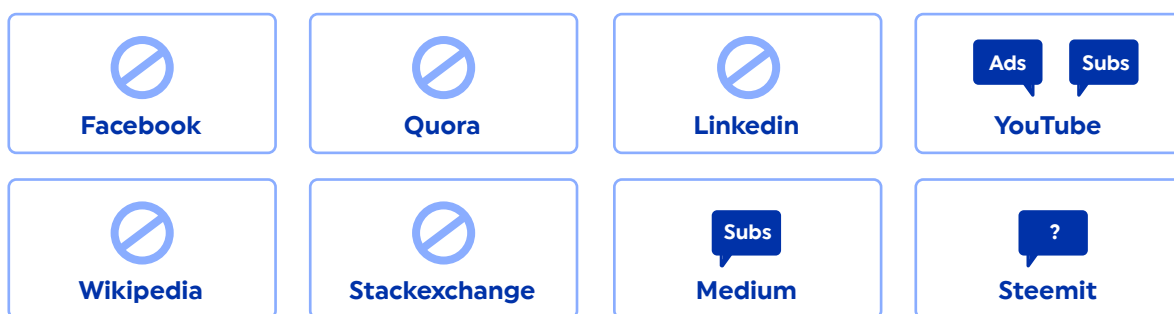 Ads Subs
Facebook Quora Linkedin YouTube
Subs ?
Wikipedia Stackexchange Medium Steemit